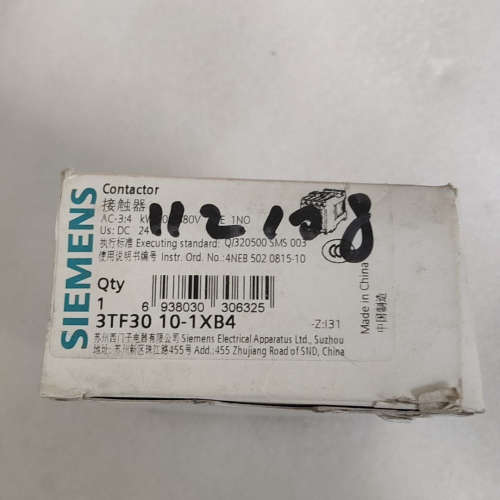 SIEMENS
Contactor
接触器
AC-3:4 kW 380V 1NO
Us: DC 24
执行标准 Executing standard: Q/320500 SMS 003
使用说明书编号 Instr. Ord. No.:4NEB 502 0815-10
112108
Qty
1
6 938030 306325
3TF30 10-1XB4
-Z:I31
苏州西门子电器有限公司 Siemens Electrical Apparatus Ltd., Suzhou
地址: 苏州新区珠江路455号 Add.:455 Zhujiang Road of SND, China
Made in China
中国制造